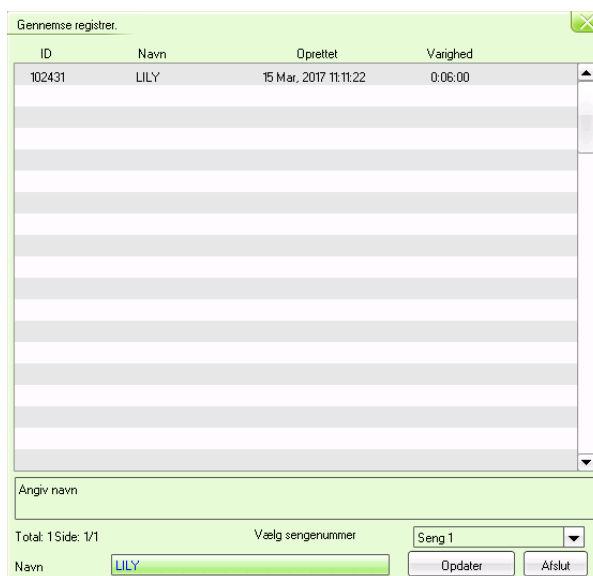 Gennemse registrer.
ID Navn Oprettet Varighed
102431 LILY 15 Mar, 2017 11:11:22 0:06:00
Angiv navn
Total: 1 Side: 1/1 Vælg sengenummer Seng 1
Navn LILY Opdater Afslut